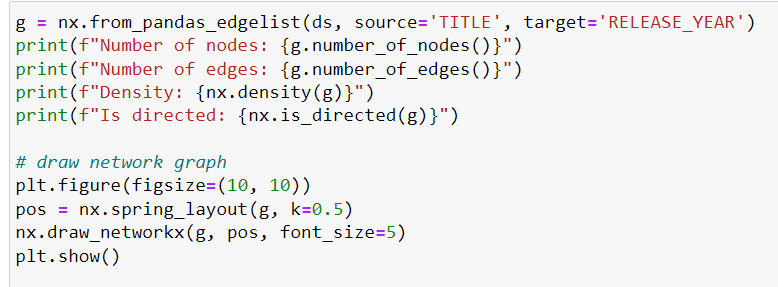 g = nx.from_pandas_edgelist(ds, source='TITLE', target='RELEASE_YEAR')
print(f"Number of nodes: {g.number_of_nodes()}")
print(f"Number of edges: {g.number_of_edges()}")
print(f"Density: {nx.density(g)}")
print(f"Is directed: {nx.is_directed(g)}")

# draw network graph
plt.figure(figsize=(10, 10))
pos = nx.spring_layout(g, k=0.5)
nx.draw_networkx(g, pos, font_size=5)
plt.show()